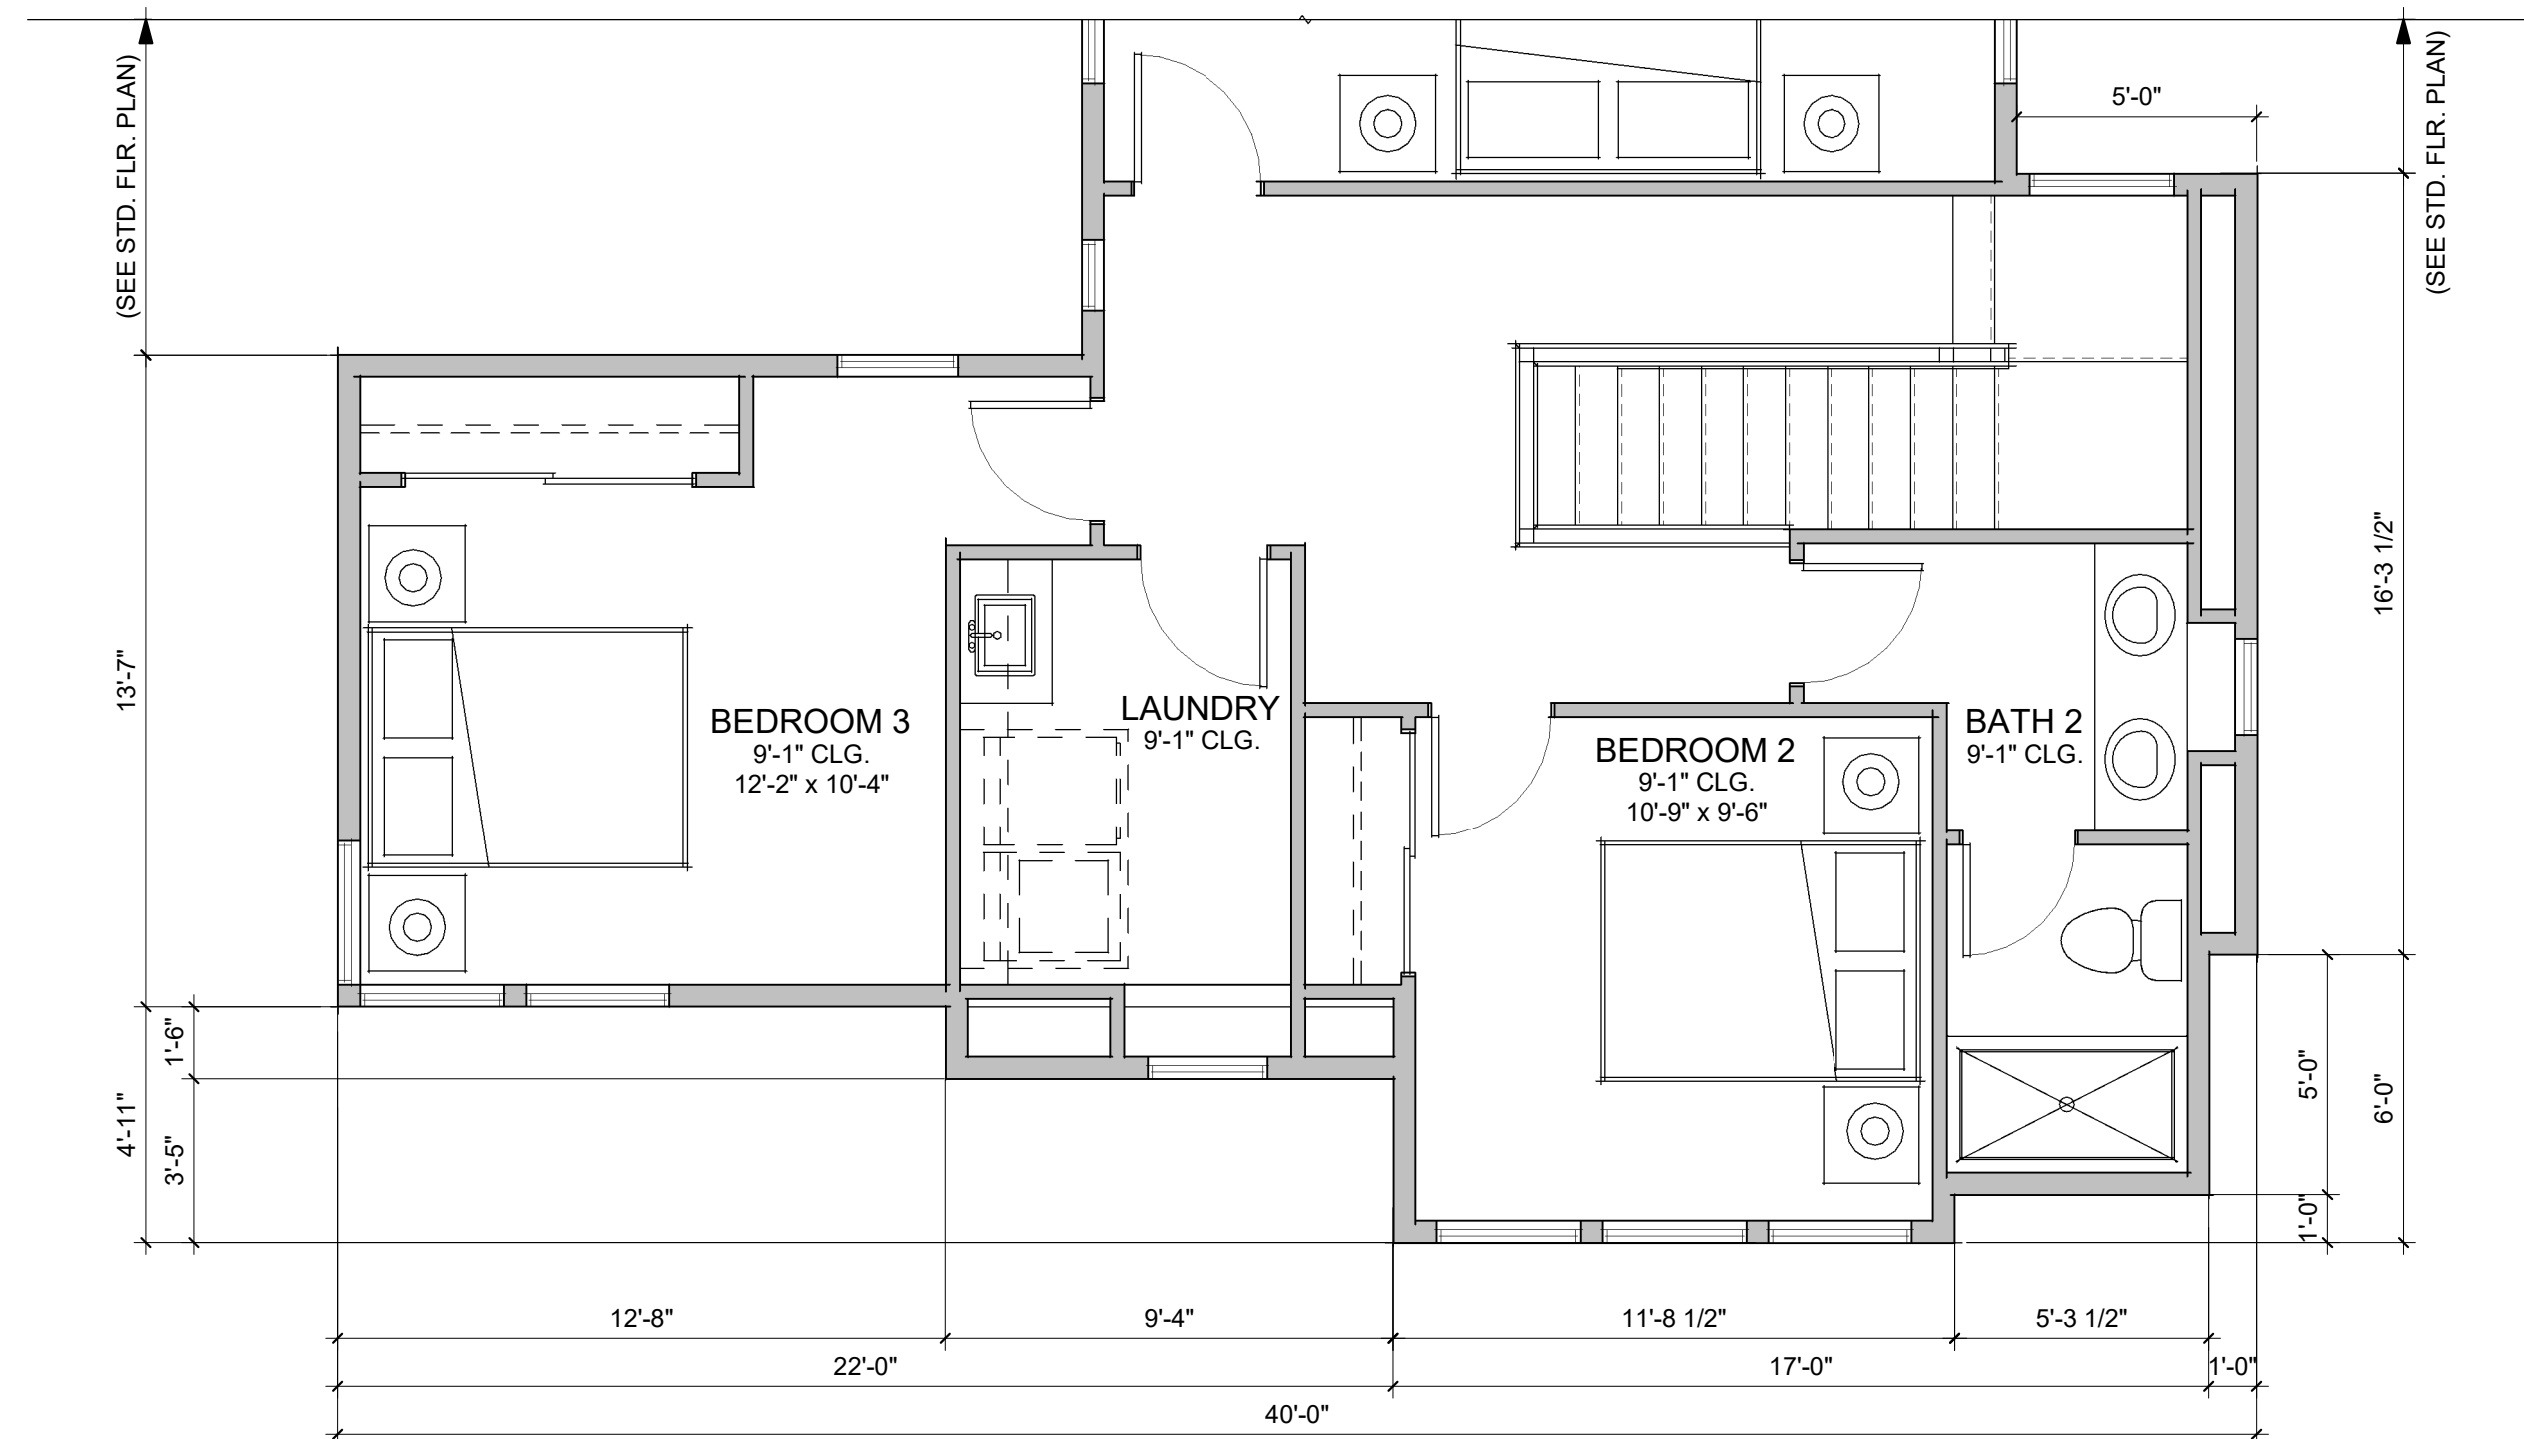 (SEE STD. FLR. PLAN)
(SEE STD. FLR. PLAN)
5'-0"
13'-7"
16'-3 1/2"
BEDROOM 3
9'-1" CLG.
12'-2" x 10'-4"
LAUNDRY
9'-1" CLG.
BEDROOM 2
9'-1" CLG.
10'-9" x 9'-6"
BATH 2
9'-1" CLG.
1'-6"
4'-11"
3'-5"
5'-0"
6'-0"
1'-0"
12'-8"
9'-4"
11'-8 1/2"
5'-3 1/2"
22'-0"
17'-0"
1'-0"
40'-0"